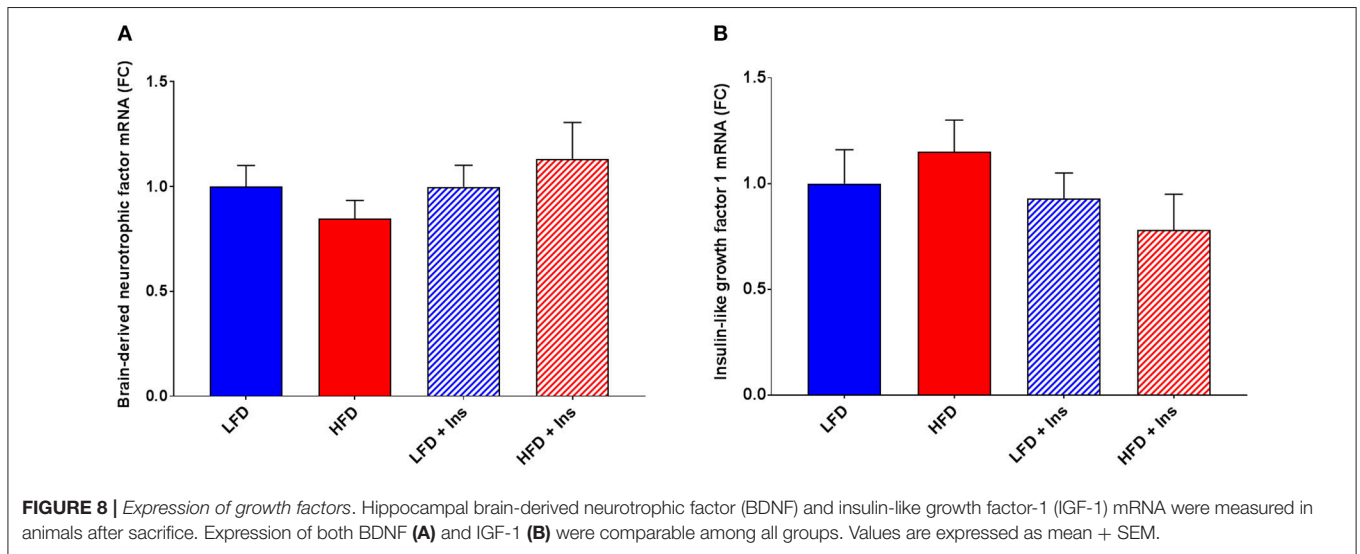 A
Brain-derived neurotrophic factor mRNA (FC)
1.5
1.0
0.5
0.0
LFD
HFD
LFD + Ins
HFD + Ins
B
Insulin-like growth factor 1 mRNA (FC)
1.5
1.0
0.5
0.0
LFD
HFD
LFD + Ins
HFD + Ins
FIGURE 8 | Expression of growth factors. Hippocampal brain-derived neurotrophic factor (BDNF) and insulin-like growth factor-1 (IGF-1) mRNA were measured in
animals after sacrifice. Expression of both BDNF (A) and IGF-1 (B) were comparable among all groups. Values are expressed as mean + SEM.